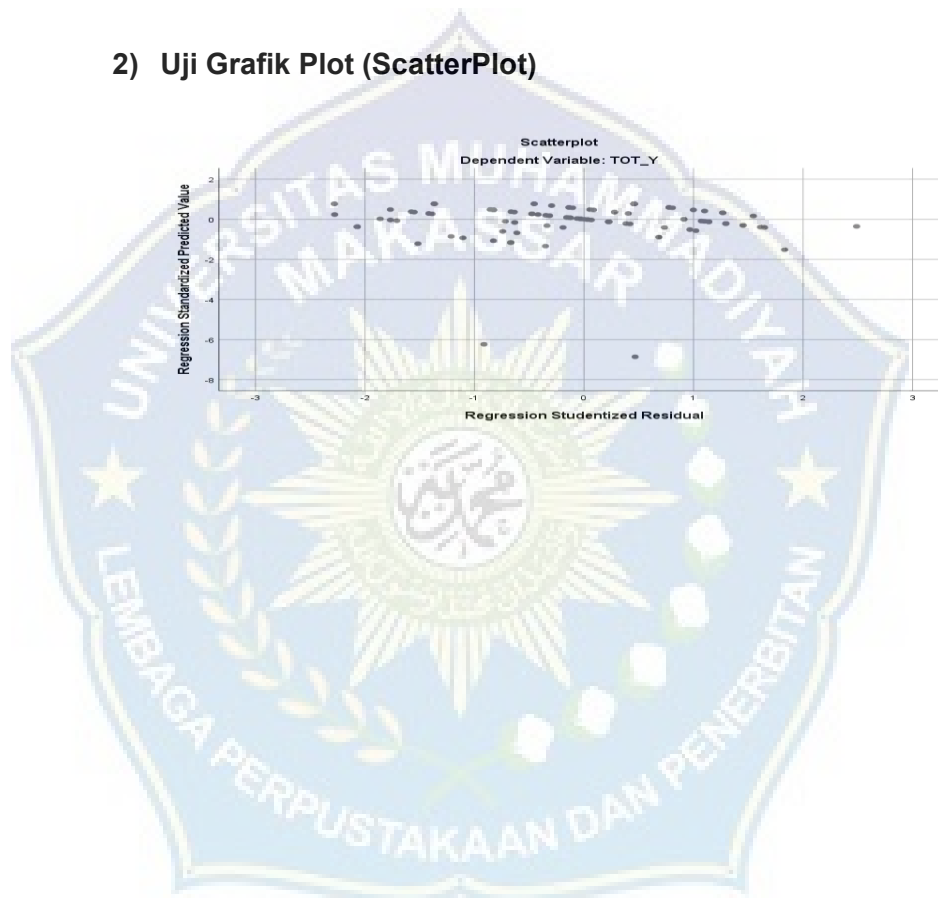 2) Uji Grafik Plot (ScatterPlot)
Scatterplot
Dependent Variable: TOT_Y
Regression Standardized Predicted Value
2
0
-2
-4
-6
-8
-3
-2
-1
0
1
2
3
Regression Studentized Residual
UNIVERSITAS MUHAMMADIYAH
MAKASSAR
LEMBAGA PERPUSTAKAAN DAN PENERBITAN